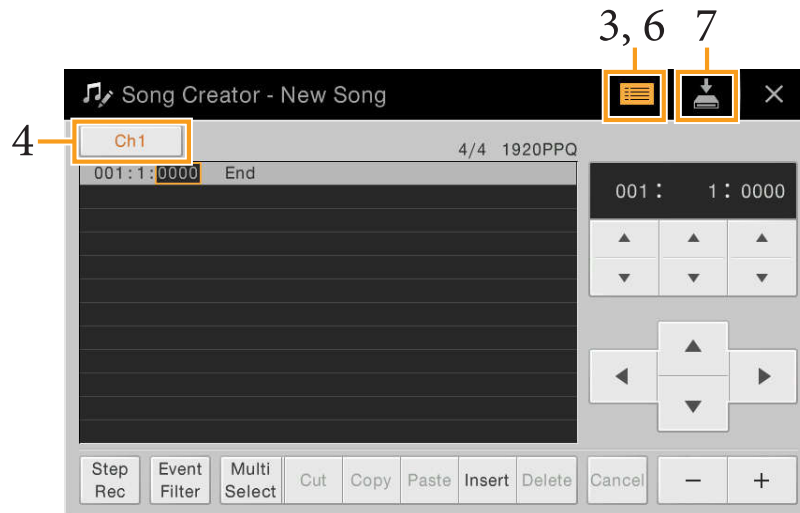 3, 6 7
Song Creator - New Song
4
Ch1
4/4 1920PPQ
001:1:0000 End
001: 1:0000
Step Rec
Event Filter
Multi Select
Cut
Copy
Paste
Insert
Delete
Cancel
- +